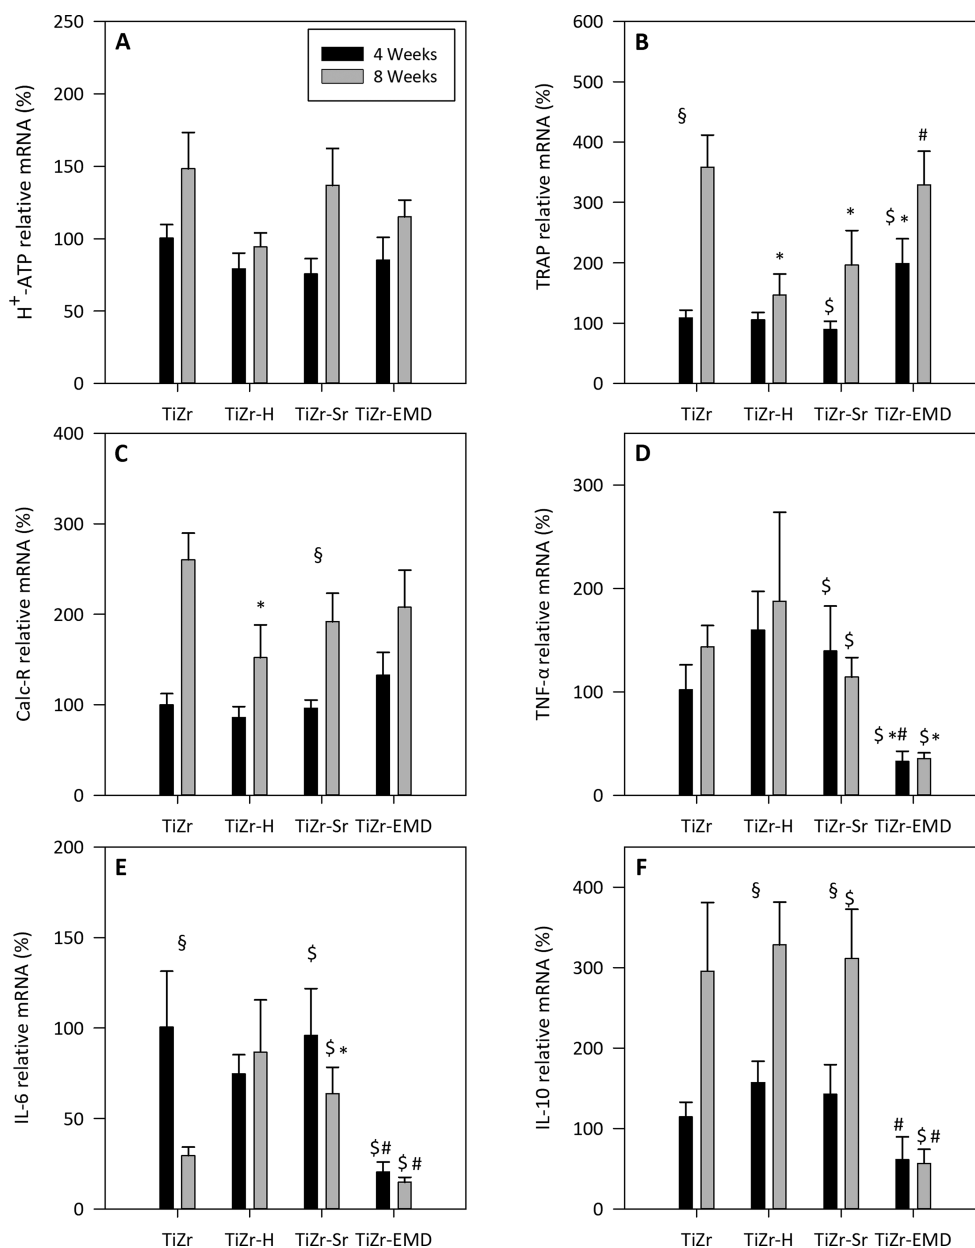 A
4 Weeks
8 Weeks
H+-ATP relative mRNA (%)
250
200
150
100
50
0
TiZr TiZr-H TiZr-Sr TiZr-EMD
B
TRAP relative mRNA (%)
600
500
400
300
200
100
0
§
*
$
*
$ *
#
TiZr TiZr-H TiZr-Sr TiZr-EMD
C
Calc-R relative mRNA (%)
400
300
200
100
0
*
§
TiZr TiZr-H TiZr-Sr TiZr-EMD
D
TNF-α relative mRNA (%)
300
200
100
0
$
$
$ *#
$ *
TiZr TiZr-H TiZr-Sr TiZr-EMD
E
IL-6 relative mRNA (%)
200
150
100
50
0
§
$
$ *
$#
$ #
TiZr TiZr-H TiZr-Sr TiZr-EMD
F
IL-10 relative mRNA (%)
400
300
200
100
0
§
§
$
#
$ #
TiZr TiZr-H TiZr-Sr TiZr-EMD